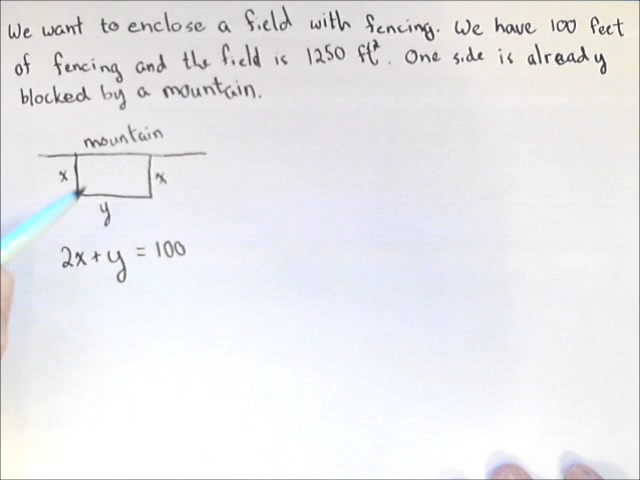 We want to enclose a field with fencing. We have 100 feet
of fencing and the field is 1250 ft². One side is already
blocked by a mountain.
mountain
x x
y
2x + y = 100